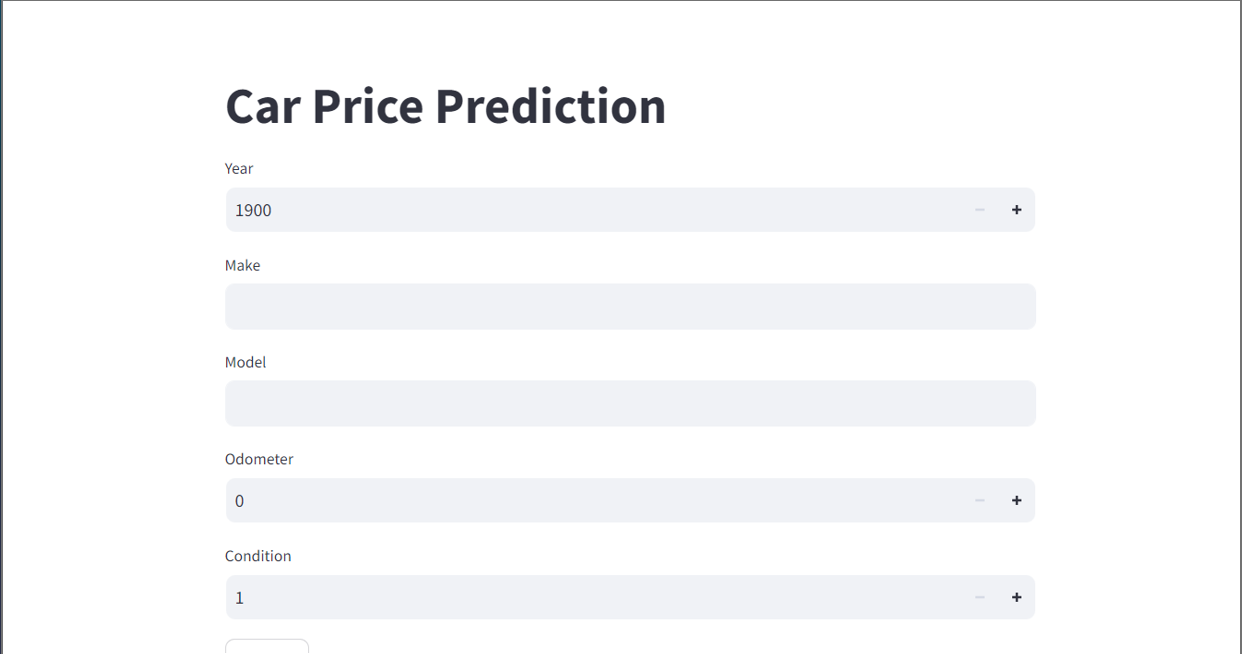 Car Price Prediction
Year
1900
Make
Model
Odometer
0
Condition
1